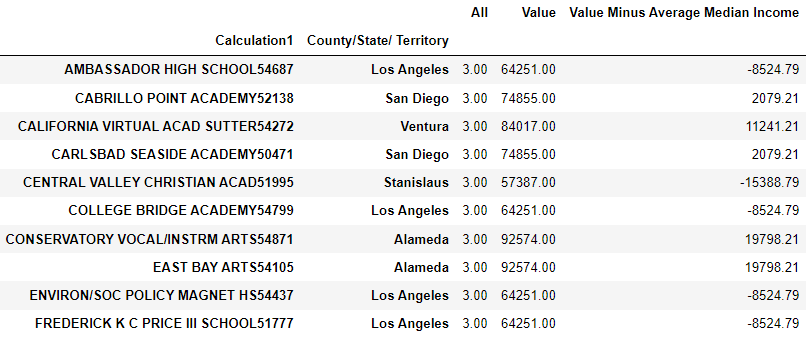 All Value Value Minus Average Median Income
Calculation1 County/State/ Territory
AMBASSADOR HIGH SCHOOL54687 Los Angeles 3.00 64251.00 -8524.79
CABRILLO POINT ACADEMY52138 San Diego 3.00 74855.00 2079.21
CALIFORNIA VIRTUAL ACAD SUTTER54272 Ventura 3.00 84017.00 11241.21
CARLSBAD SEASIDE ACADEMY50471 San Diego 3.00 74855.00 2079.21
CENTRAL VALLEY CHRISTIAN ACAD51995 Stanislaus 3.00 57387.00 -15388.79
COLLEGE BRIDGE ACADEMY54799 Los Angeles 3.00 64251.00 -8524.79
CONSERVATORY VOCAL/INSTRM ARTS54871 Alameda 3.00 92574.00 19798.21
EAST BAY ARTS54105 Alameda 3.00 92574.00 19798.21
ENVIRON/SOC POLICY MAGNET HS54437 Los Angeles 3.00 64251.00 -8524.79
FREDERICK K C PRICE III SCHOOL51777 Los Angeles 3.00 64251.00 -8524.79